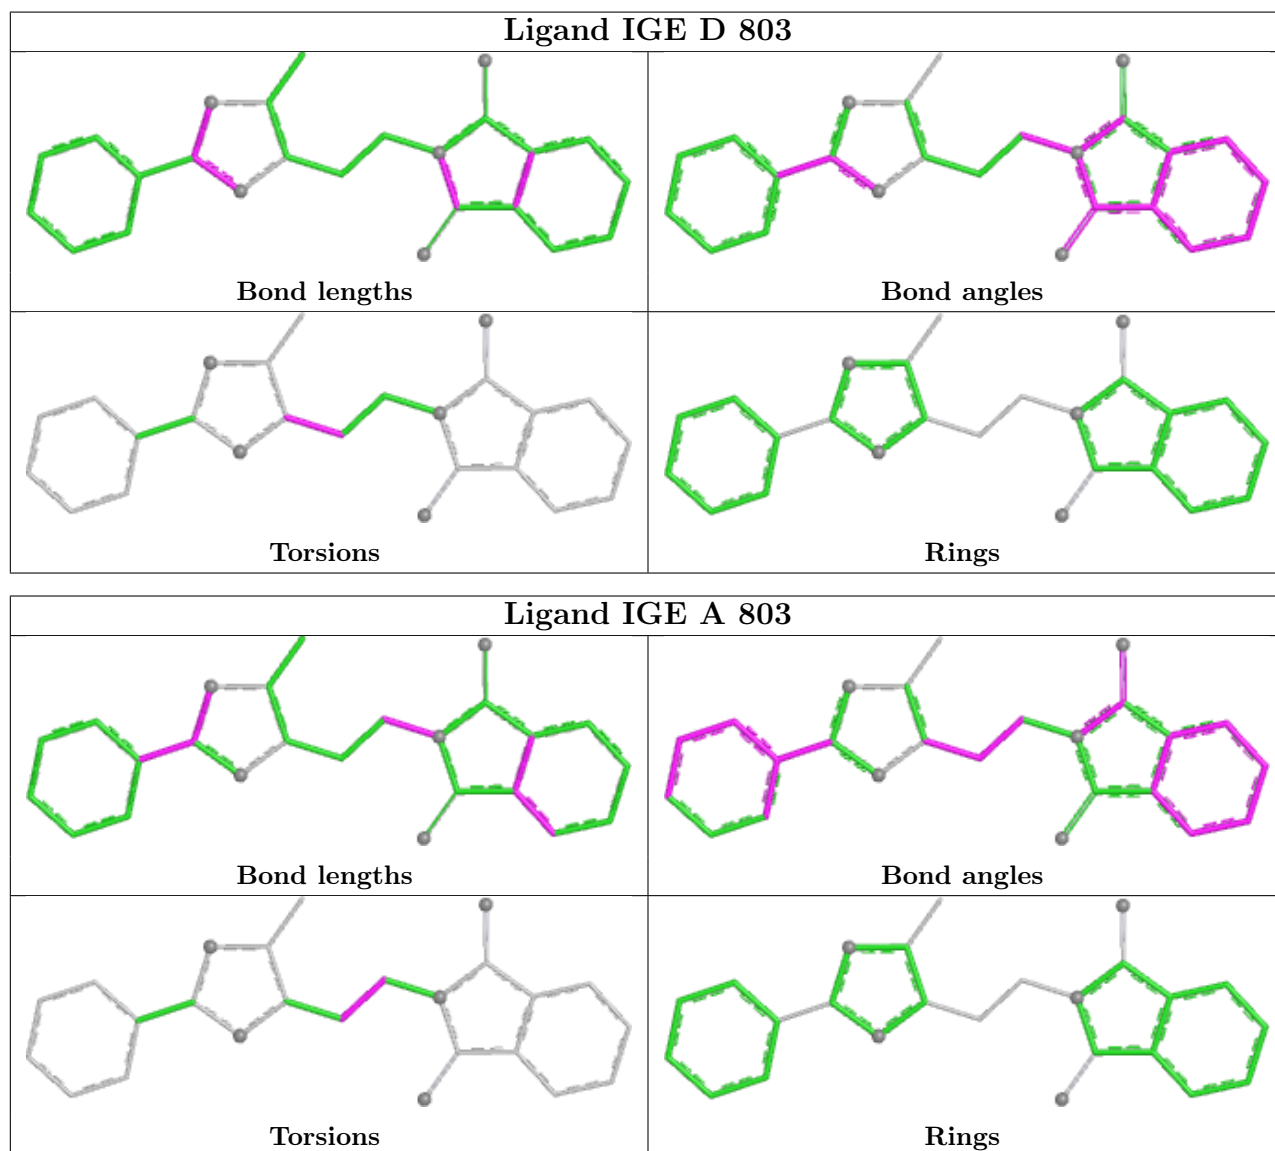 Ligand IGE D 803
Bond lengths
Bond angles
Torsions
Rings
Ligand IGE A 803
Bond lengths
Bond angles
Torsions
Rings